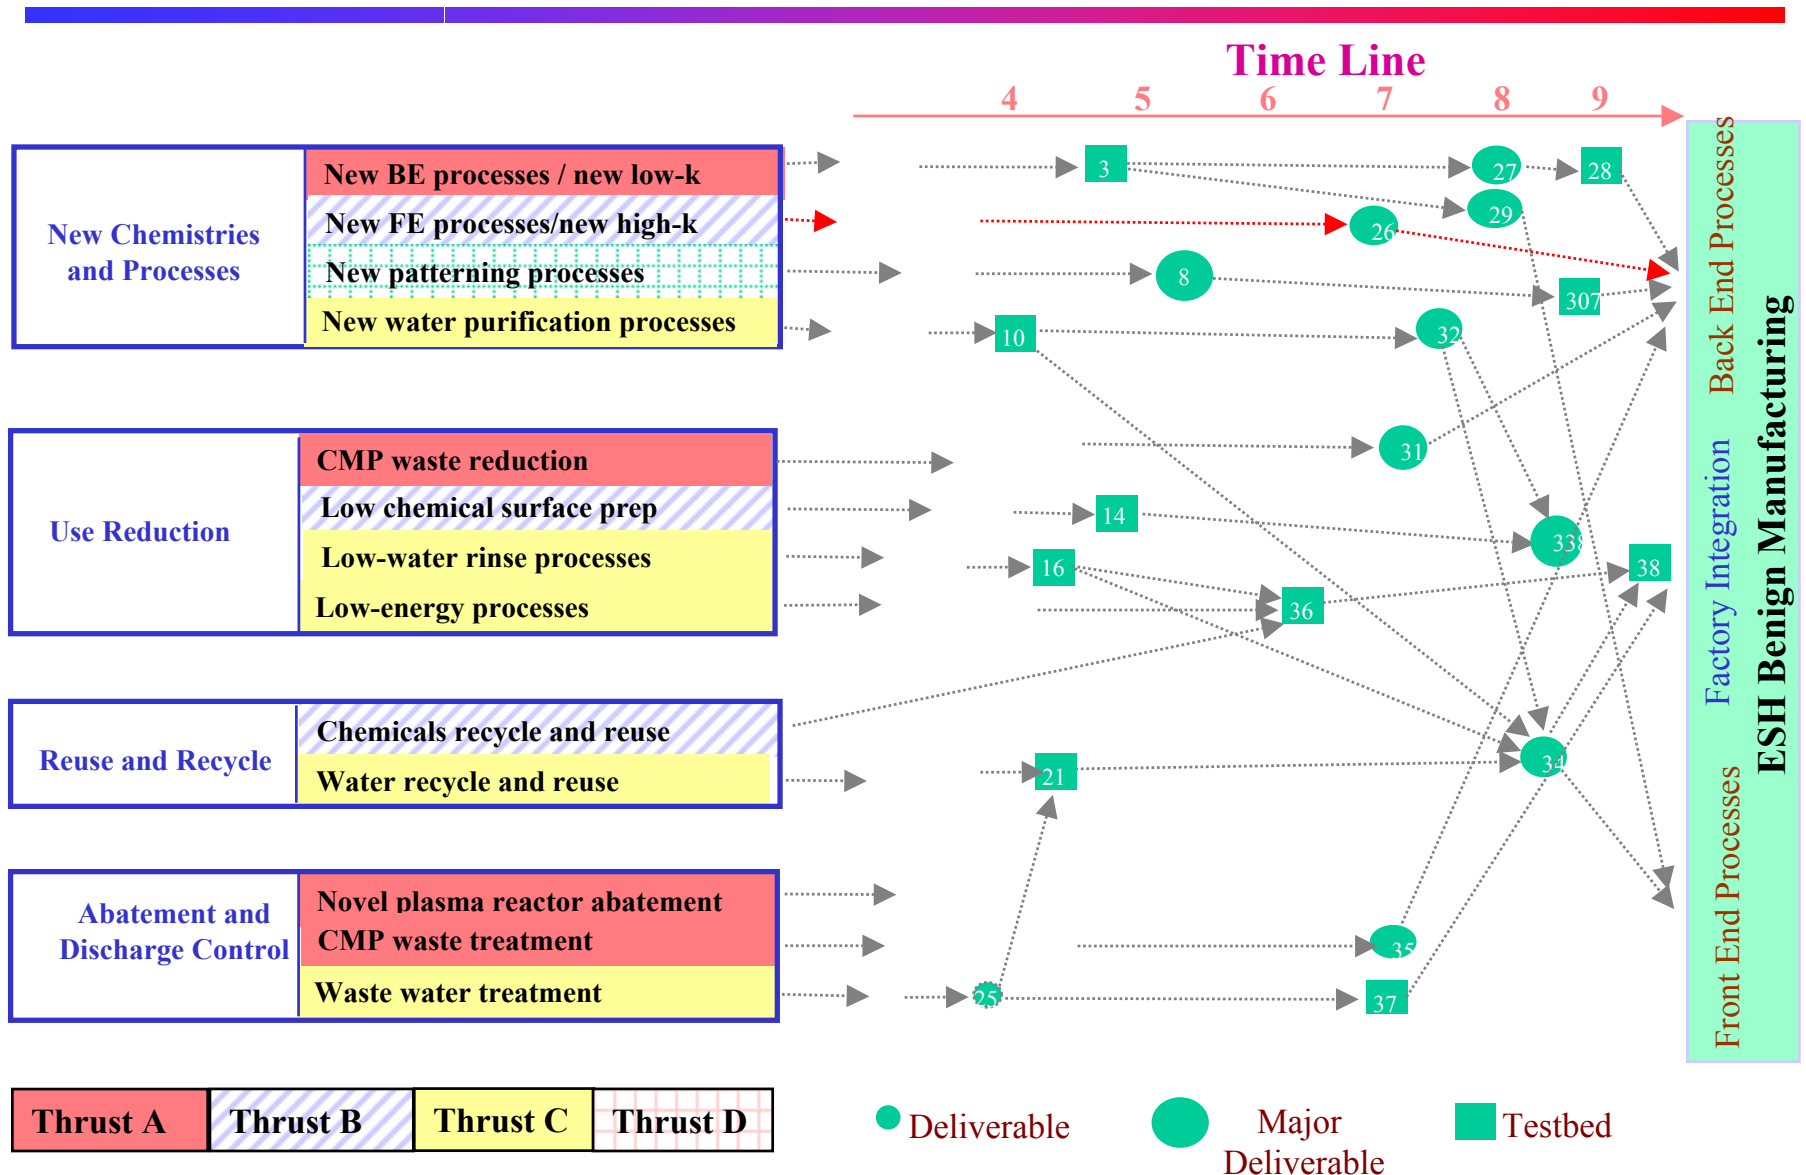 Time Line
4 5 6 7 8 9
New Chemistries
and Processes
New BE processes / new low-k
New FE processes/new high-k
New patterning processes
New water purification processes
3
27
28
29
26
8
307
10
32
Use Reduction
CMP waste reduction
Low chemical surface prep
Low-water rinse processes
Low-energy processes
31
14
338
16
38
36
Reuse and Recycle
Chemicals recycle and reuse
Water recycle and reuse
21
34
Abatement and
Discharge Control
Novel plasma reactor abatement
CMP waste treatment
Waste water treatment
35
25
37
Back End Processes
Factory Integration
Front End Processes
ESH Benign Manufacturing
Thrust A
Thrust B
Thrust C
Thrust D
Deliverable
Major
Deliverable
Testbed